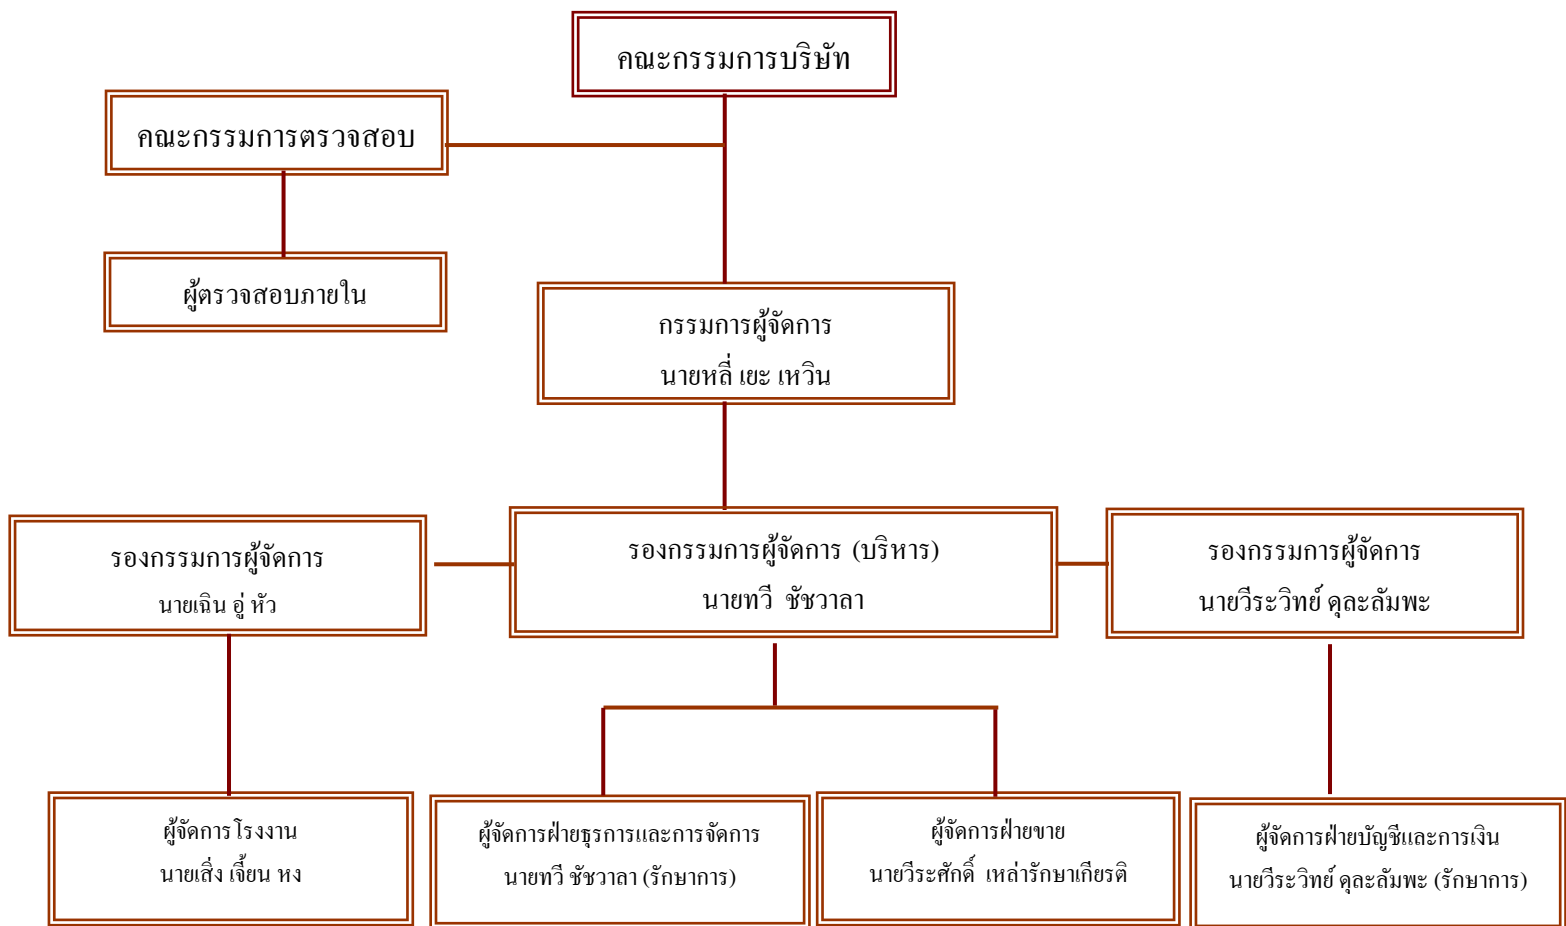 คณะกรรมการบริษัท
คณะกรรมการตรวจสอบ
ผู้ตรวจสอบภายใน
กรรมการผู้จัดการ
นายหลี่ เยะ เหวิน
รองกรรมการผู้จัดการ
นายเฉิน อู่ หัว
รองกรรมการผู้จัดการ (บริหาร)
นายทวี ชัชวาลา
รองกรรมการผู้จัดการ
นายวีระวิทย์ ดุละลัมพะ
ผู้จัดการโรงงาน
นายเสิ่ง เจี้ยน หง
ผู้จัดการฝ่ายธุรการและการจัดการ
นายทวี ชัชวาลา (รักษาการ)
ผู้จัดการฝ่ายขาย
นายวีระศักดิ์ เหล่ารักษาเกียรติ
ผู้จัดการฝ่ายบัญชีและการเงิน
นายวีระวิทย์ ดุละลัมพะ (รักษาการ)